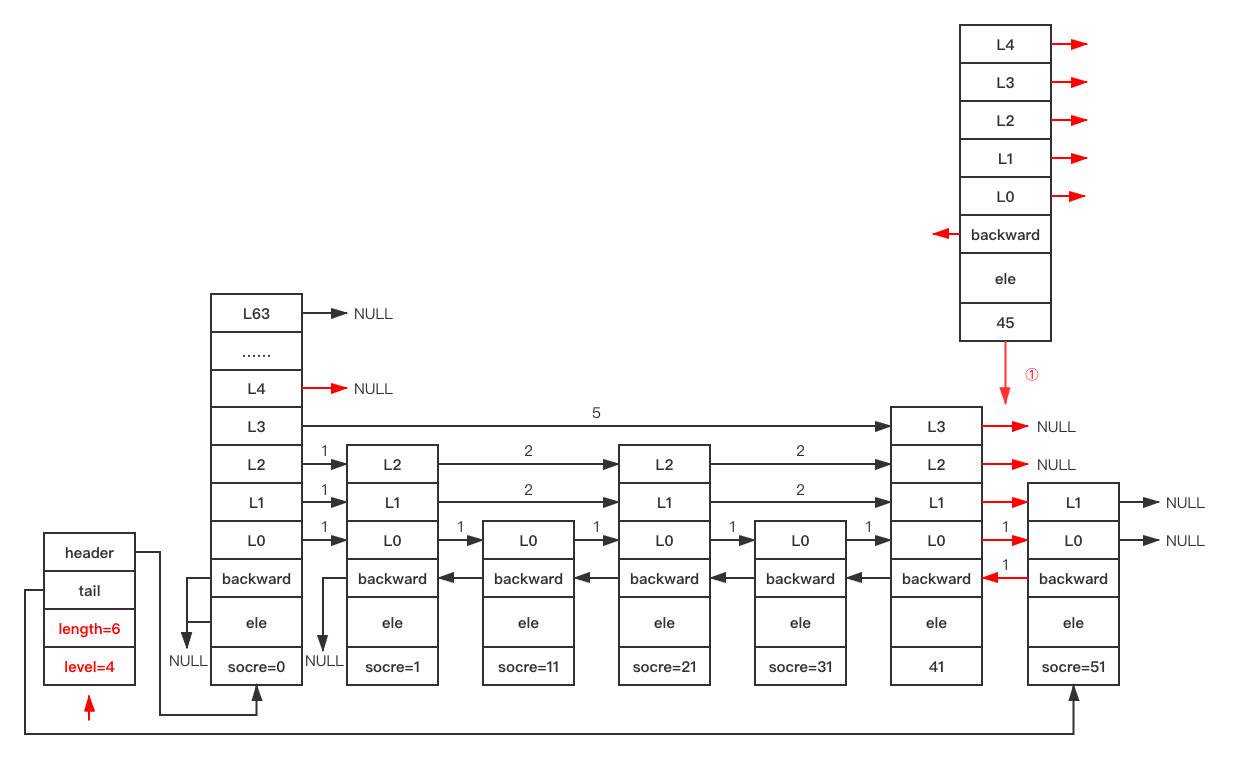 L4
L3
L2
L1
L0
backward
ele
45
①
L63
NULL
......
L4
NULL
L3
5
L3
NULL
L2
1
L2
2
L2
2
L2
NULL
L1
1
L1
2
L1
2
L1
L1
NULL
L0
1
L0
1
L0
1
L0
1
L0
1
L0
1
L0
NULL
header
tail
length=6
level=4
backward
backward
backward
backward
backward
backward
1
backward
ele
ele
ele
ele
ele
ele
ele
NULL
socre=0
NULL
socre=1
socre=11
socre=21
socre=31
41
socre=51